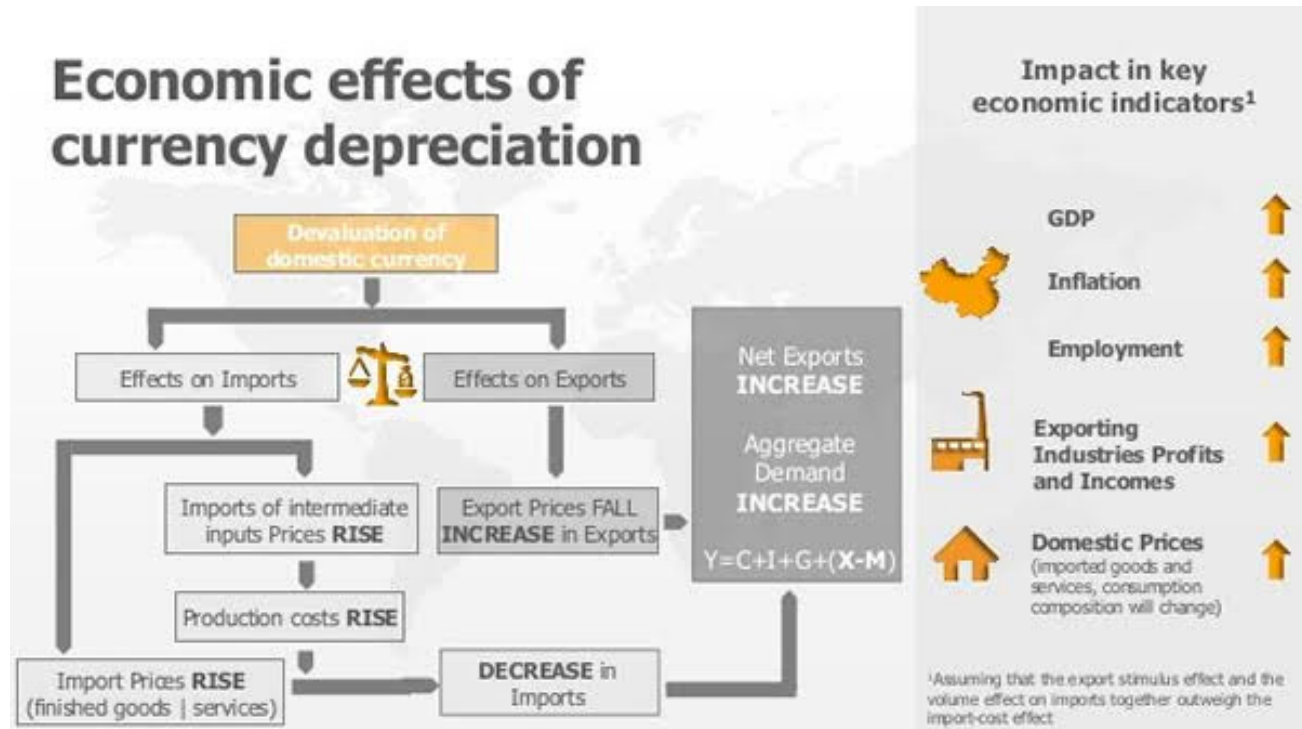 Economic effects of
currency depreciation
Devaluation of
domestic currency
Effects on Imports
Effects on Exports
Imports of intermediate
inputs Prices RISE
Export Prices FALL
INCREASE in Exports
Production costs RISE
Import Prices RISE
(finished goods | services)
DECREASE in
Imports
Net Exports
INCREASE
Aggregate
Demand
INCREASE
Y=C+I+G+(X-M)
Impact in key
economic indicators¹
GDP
Inflation
Employment
Exporting
Industries Profits
and Incomes
Domestic Prices
(imported goods and
services, consumption
composition will change)
¹Assuming that the export stimulus effect and the
volume effect on imports together outweigh the
import-cost effect